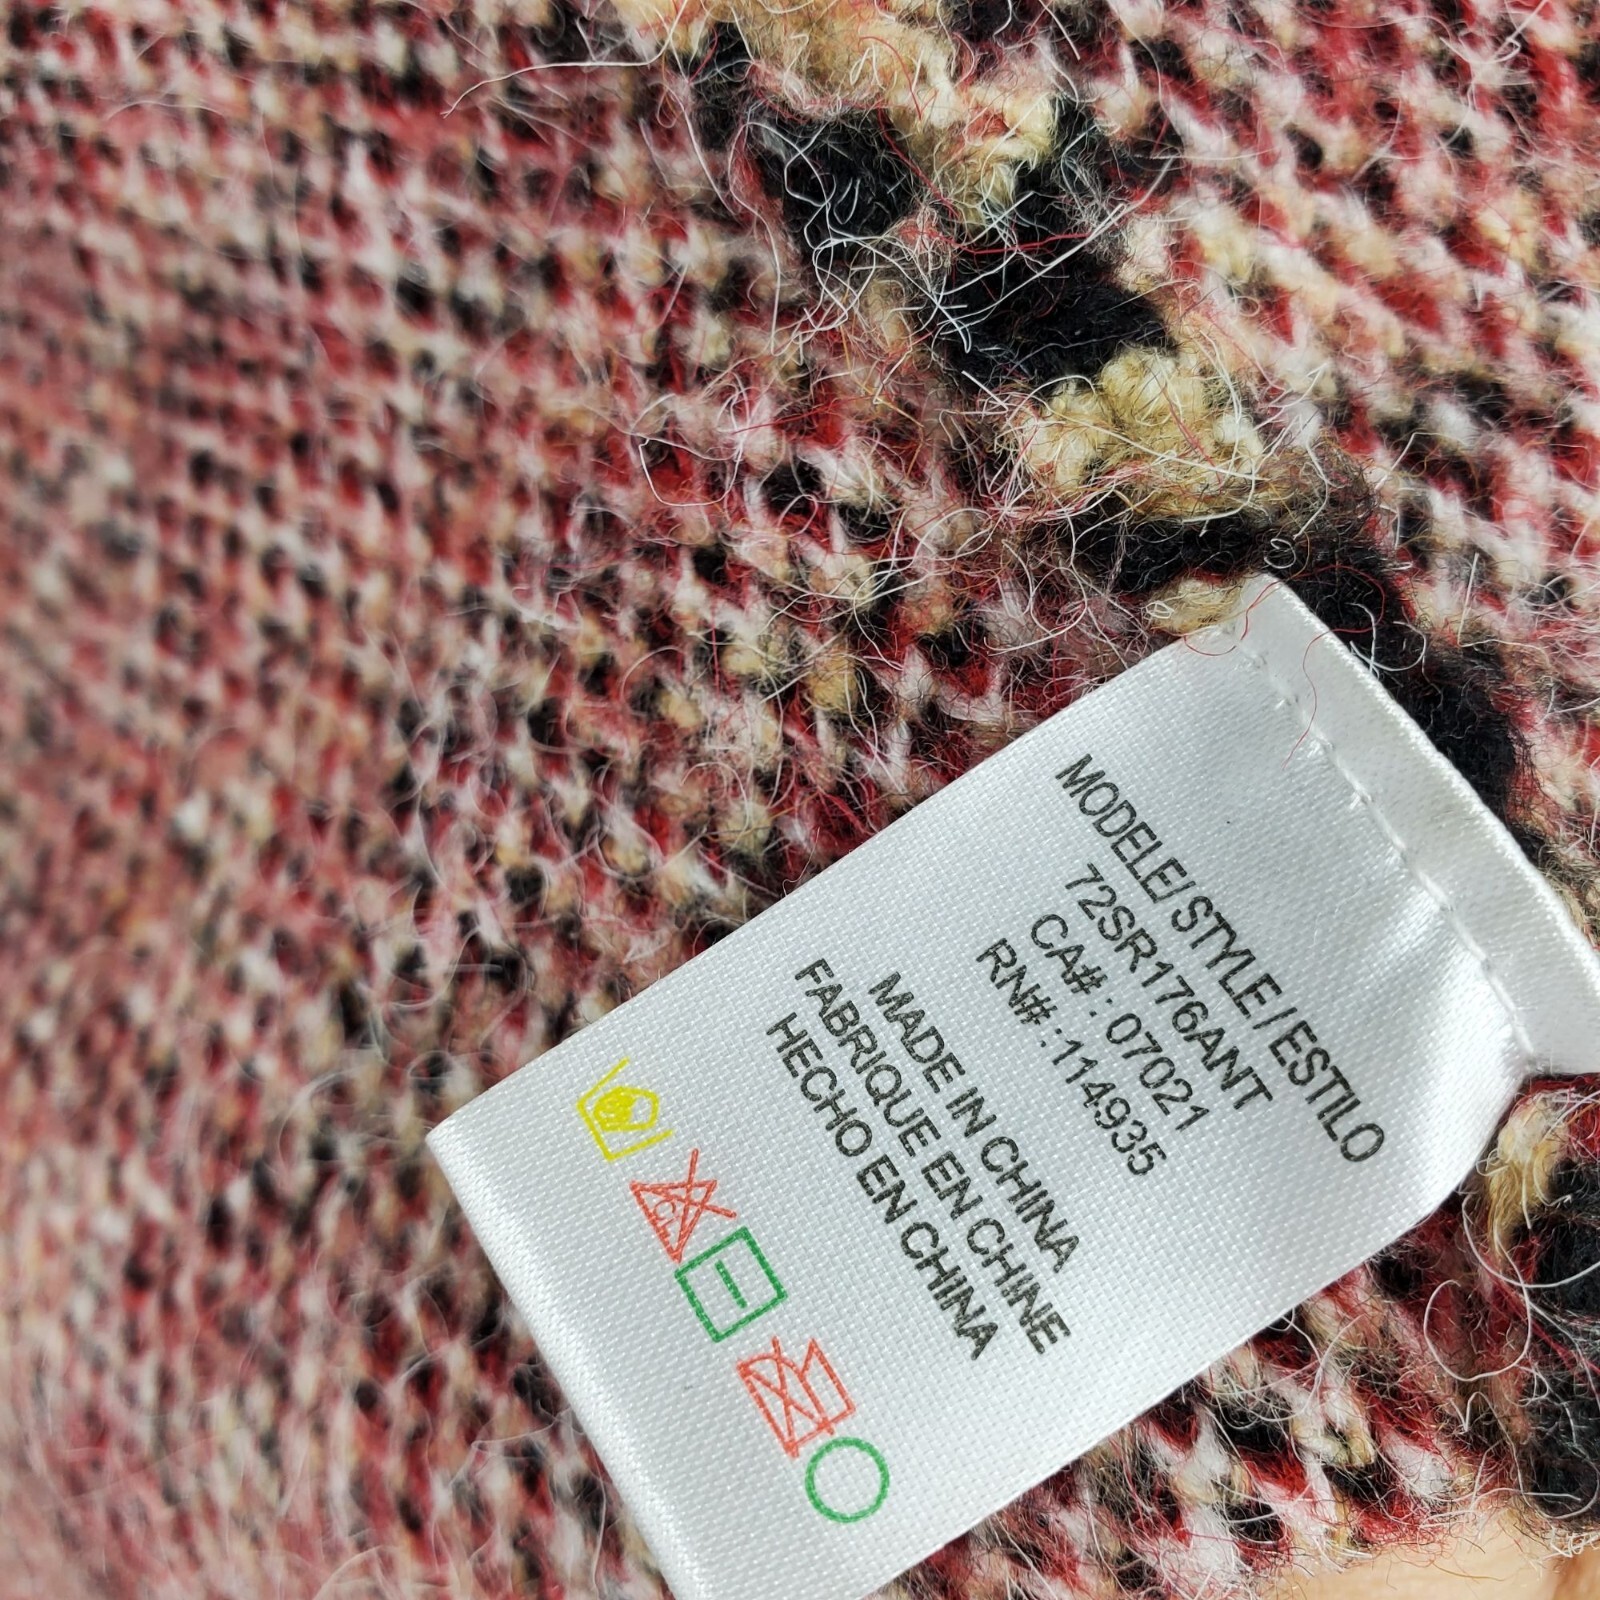 MODELE/ STYLE / ESTILO
72SR176ANT
CA# : 07021
RN#:114935
MADE IN CHINA
FABRIQUE EN CHINE
HECHO EN CHINA